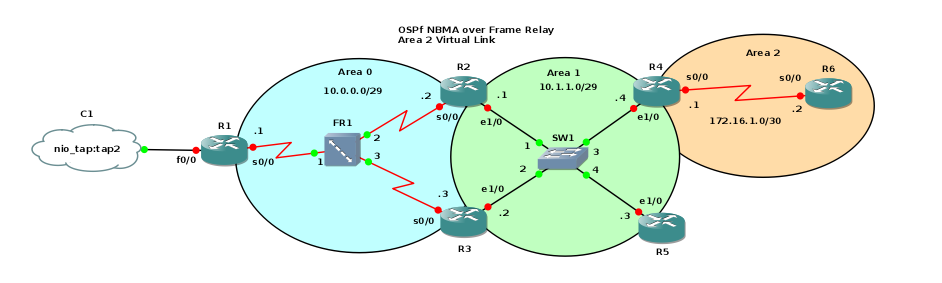 OSPf NBMA over Frame Relay
Area 2 Virtual Link
Area 0
10.0.0.0/29
Area 1
10.1.1.0/29
Area 2
172.16.1.0/30
C1
nio_tap:tap2
f0/0
R1
.1
s0/0
FR1
1
2
3
R2
.2
s0/0
.1
e1/0
R3
.3
s0/0
e1/0
.2
SW1
1
2
3
4
R4
.4
e1/0
s0/0
.1
R5
e1/0
.3
R6
s0/0
.2